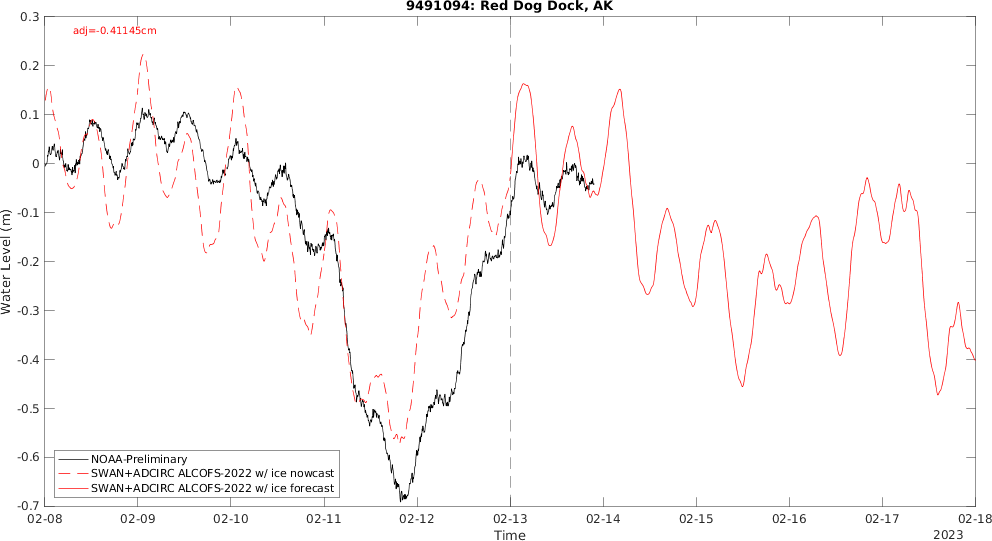 9491094: Red Dog Dock, AK
adj=-0.41145cm
0.3
0.2
0.1
0
-0.1
-0.2
-0.3
-0.4
-0.5
-0.6
-0.7
Water Level (m)
NOAA-Preliminary
SWAN+ADCIRC ALCOFS-2022 w/ ice nowcast
SWAN+ADCIRC ALCOFS-2022 w/ ice forecast
02-08 02-09 02-10 02-11 02-12 02-13 02-14 02-15 02-16 02-17 02-18
Time
2023